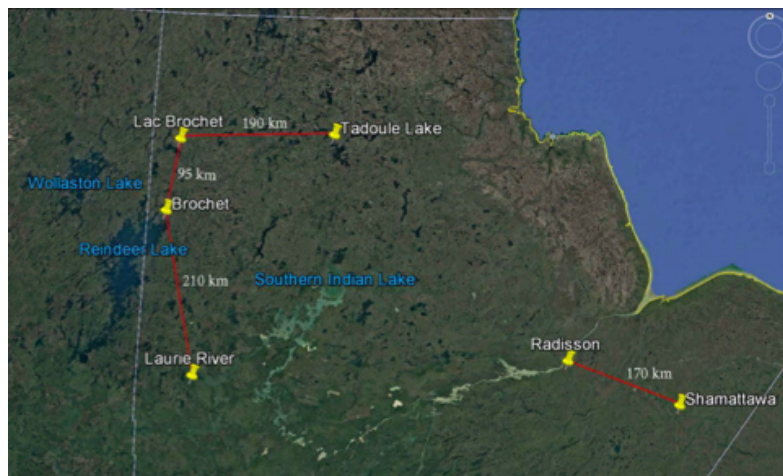 Lac Brochet
190 km
Tadoule Lake
95 km
Wollaston Lake
Brochet
Reindeer Lake
210 km
Southern Indian Lake
Laurie River
Radisson
170 km
Shamattawa